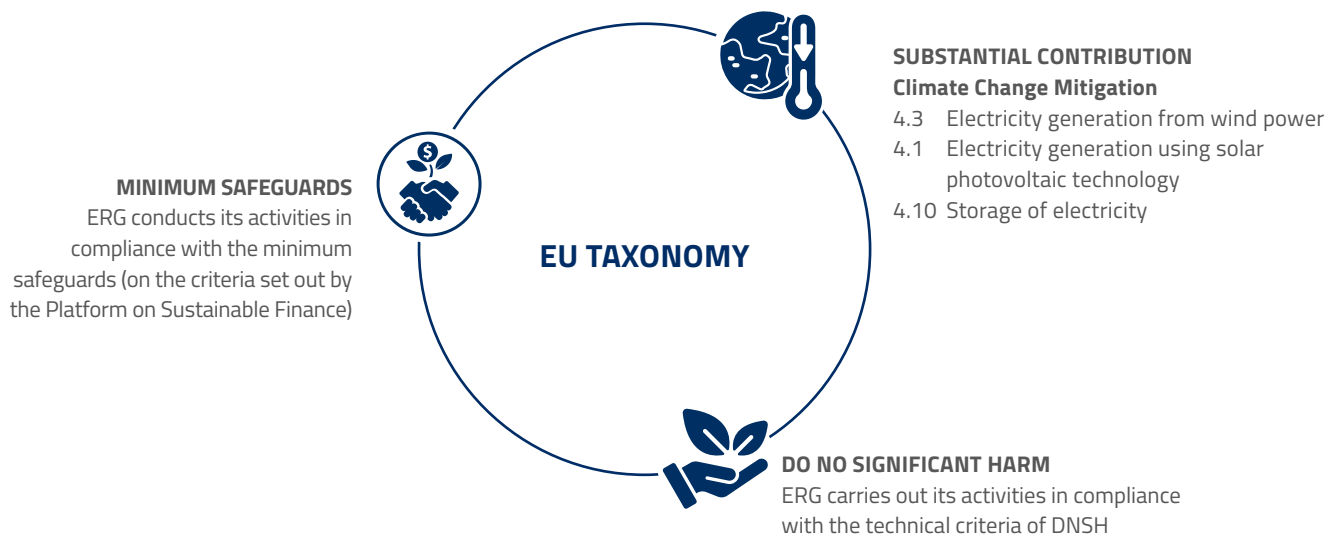 SUBSTANTIAL CONTRIBUTION
Climate Change Mitigation
4.3 Electricity generation from wind power
4.1 Electricity generation using solar
photovoltaic technology
4.10 Storage of electricity
MINIMUM SAFEGUARDS
ERG conducts its activities in
compliance with the minimum
safeguards (on the criteria set out by
the Platform on Sustainable Finance)
$
EU TAXONOMY
DO NO SIGNIFICANT HARM
ERG carries out its activities in compliance
with the technical criteria of DNSH